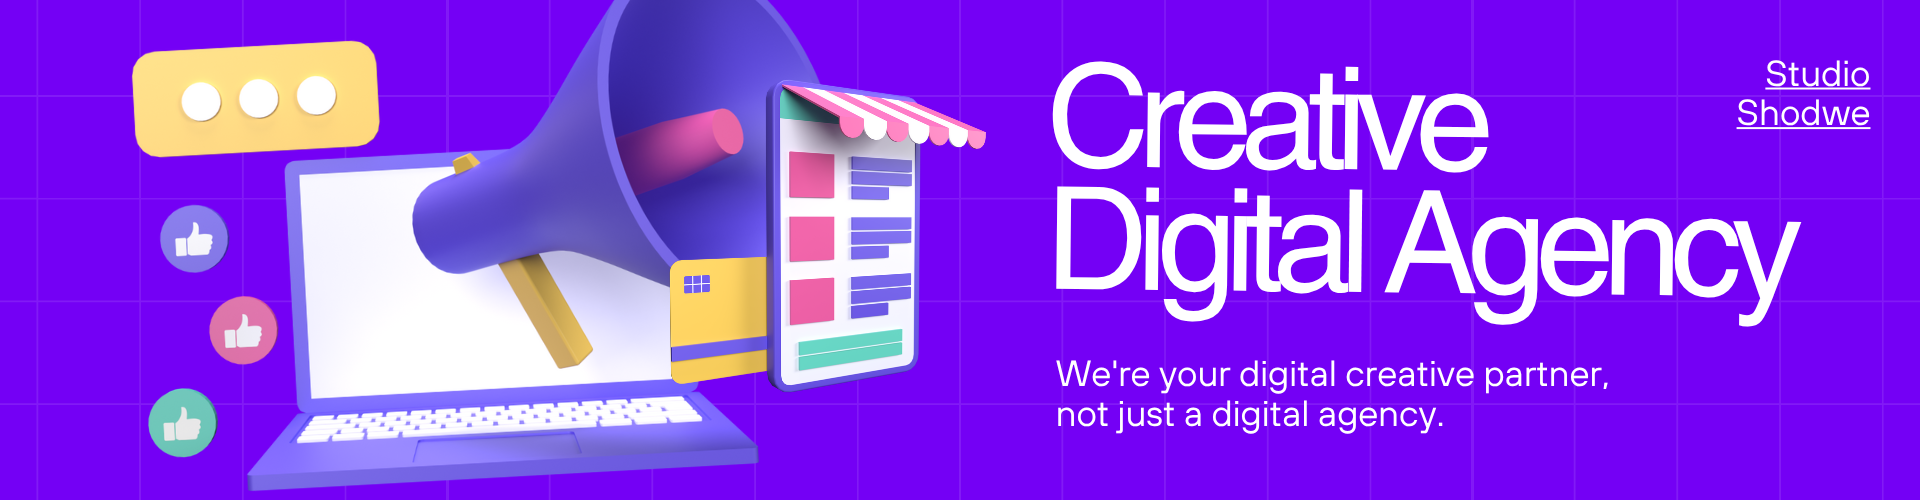 Creative
Digital Agency
Studio
Shodwe
We're your digital creative partner,
not just a digital agency.